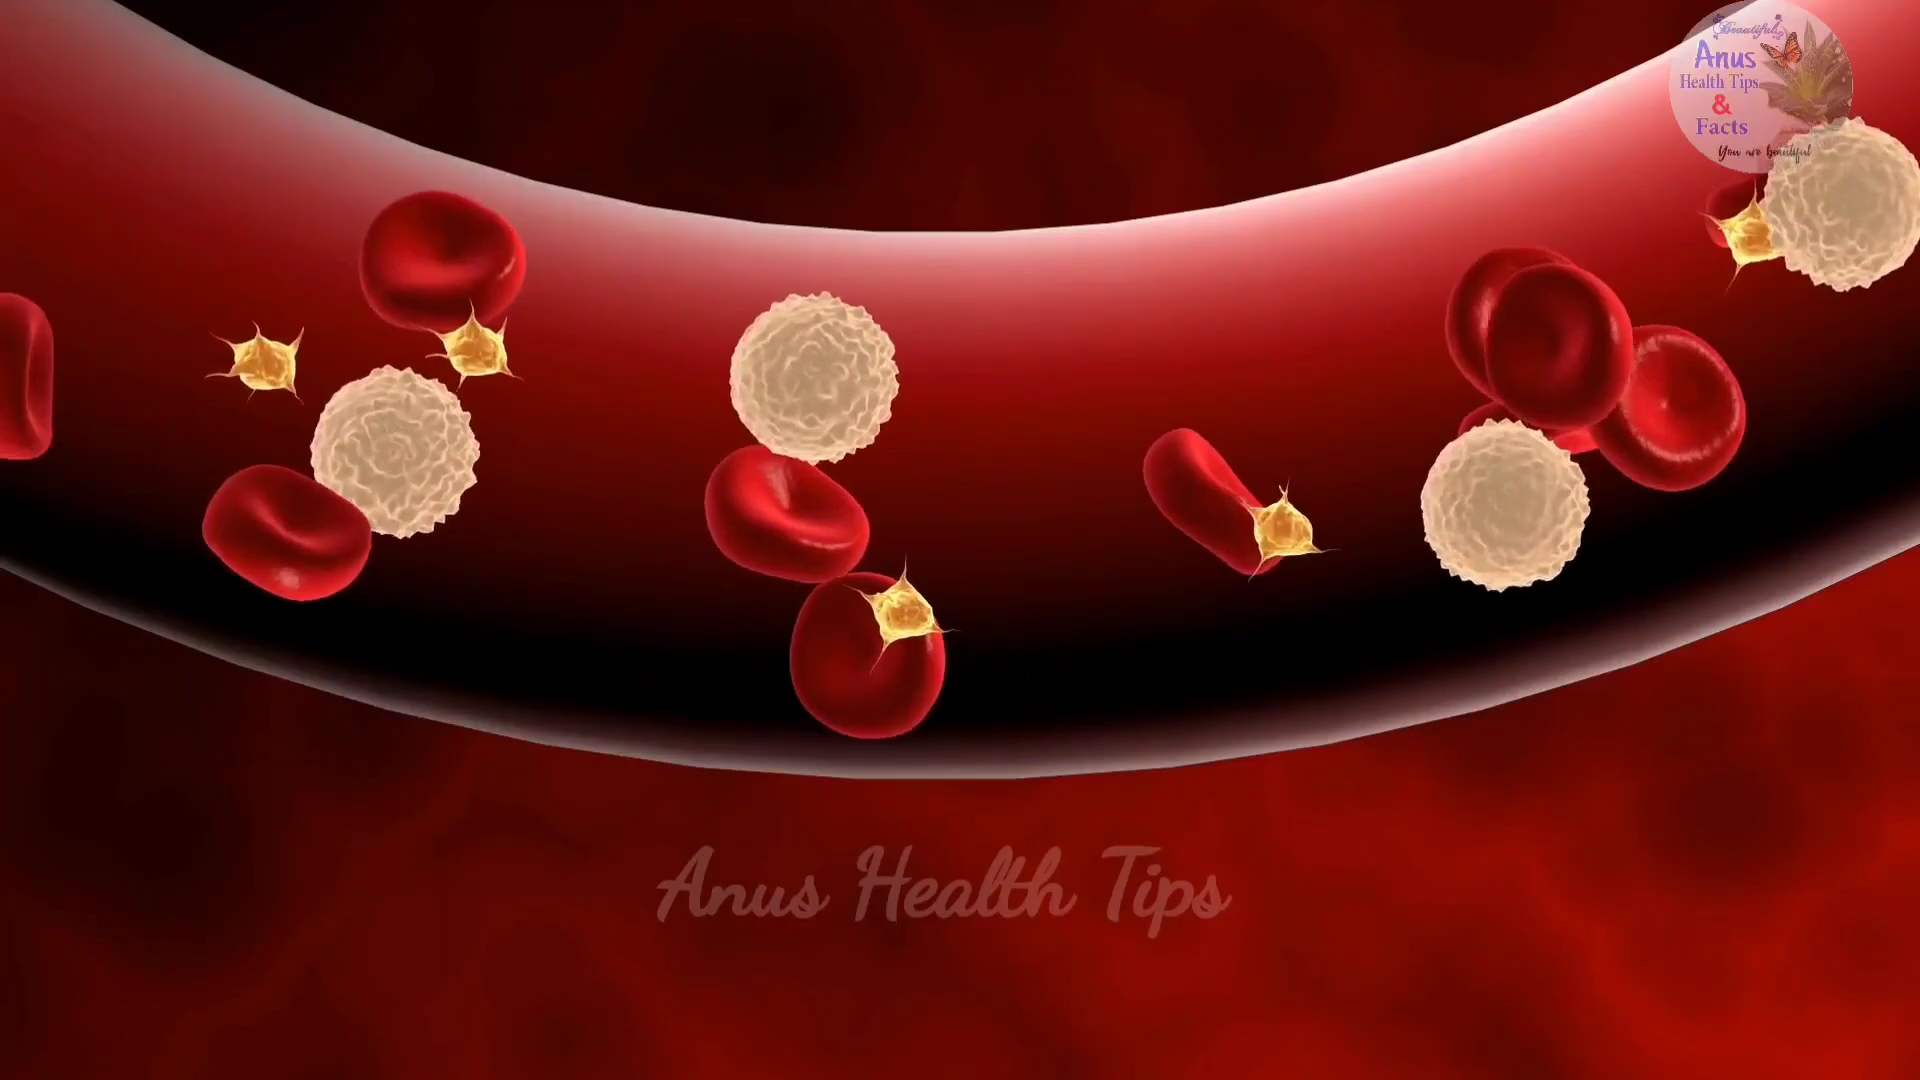 Beautiful
Anus
Health Tips
&
Facts
You are beautiful
Anus Health Tips